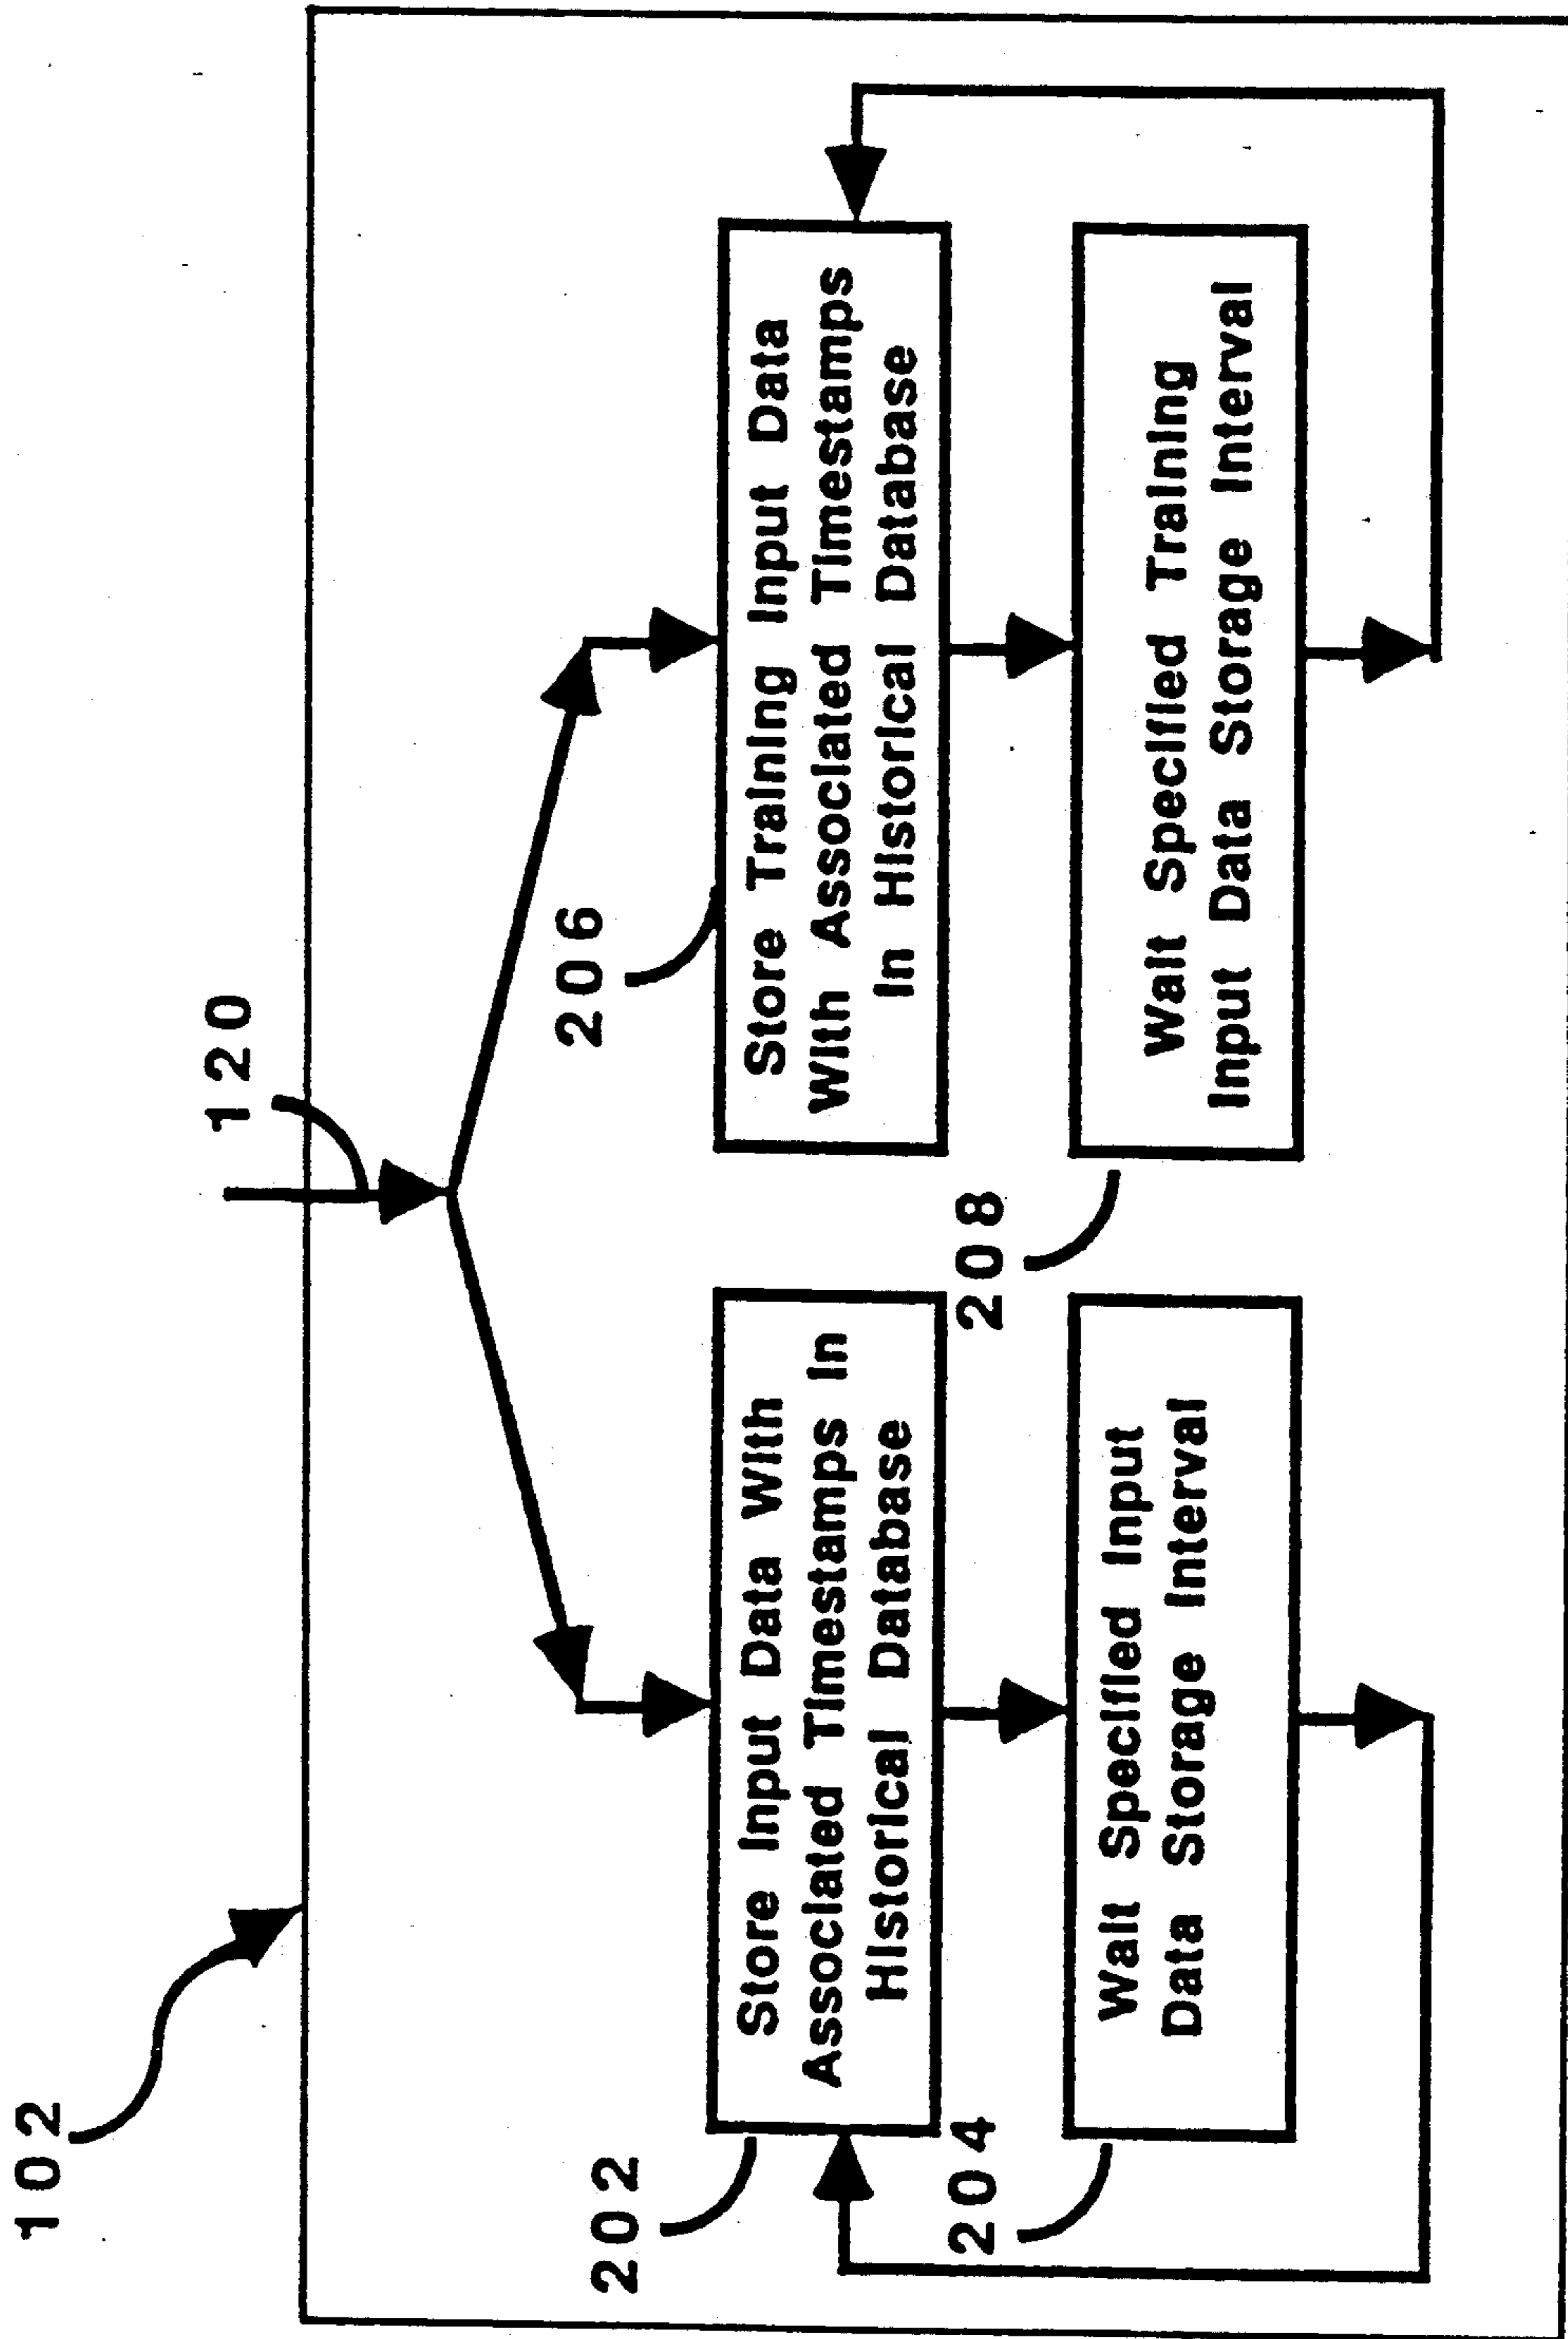 102
120
202
Store Input Data With
Associated Timestamps In
Historical Database
204
Wait Specified Input
Data Storage Interval
206
Store Training Input Data
With Associated Timestamps
In Historical Database
208
Wait Specified Training
Input Data Storage Interval